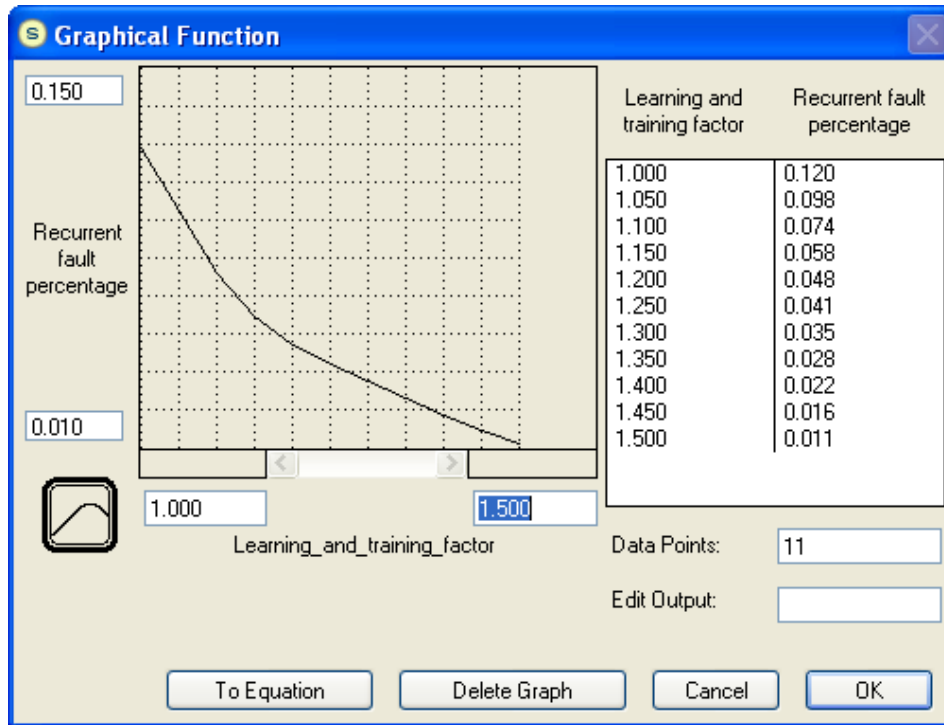 S Graphical Function
0.150
Recurrent
fault
percentage
0.010
1.000 1.500
Learning_and_training_factor
Learning and Recurrent fault
training factor percentage
1.000 0.120
1.050 0.098
1.100 0.074
1.150 0.058
1.200 0.048
1.250 0.041
1.300 0.035
1.350 0.028
1.400 0.022
1.450 0.016
1.500 0.011
Data Points: 11
Edit Output:
To Equation Delete Graph Cancel OK